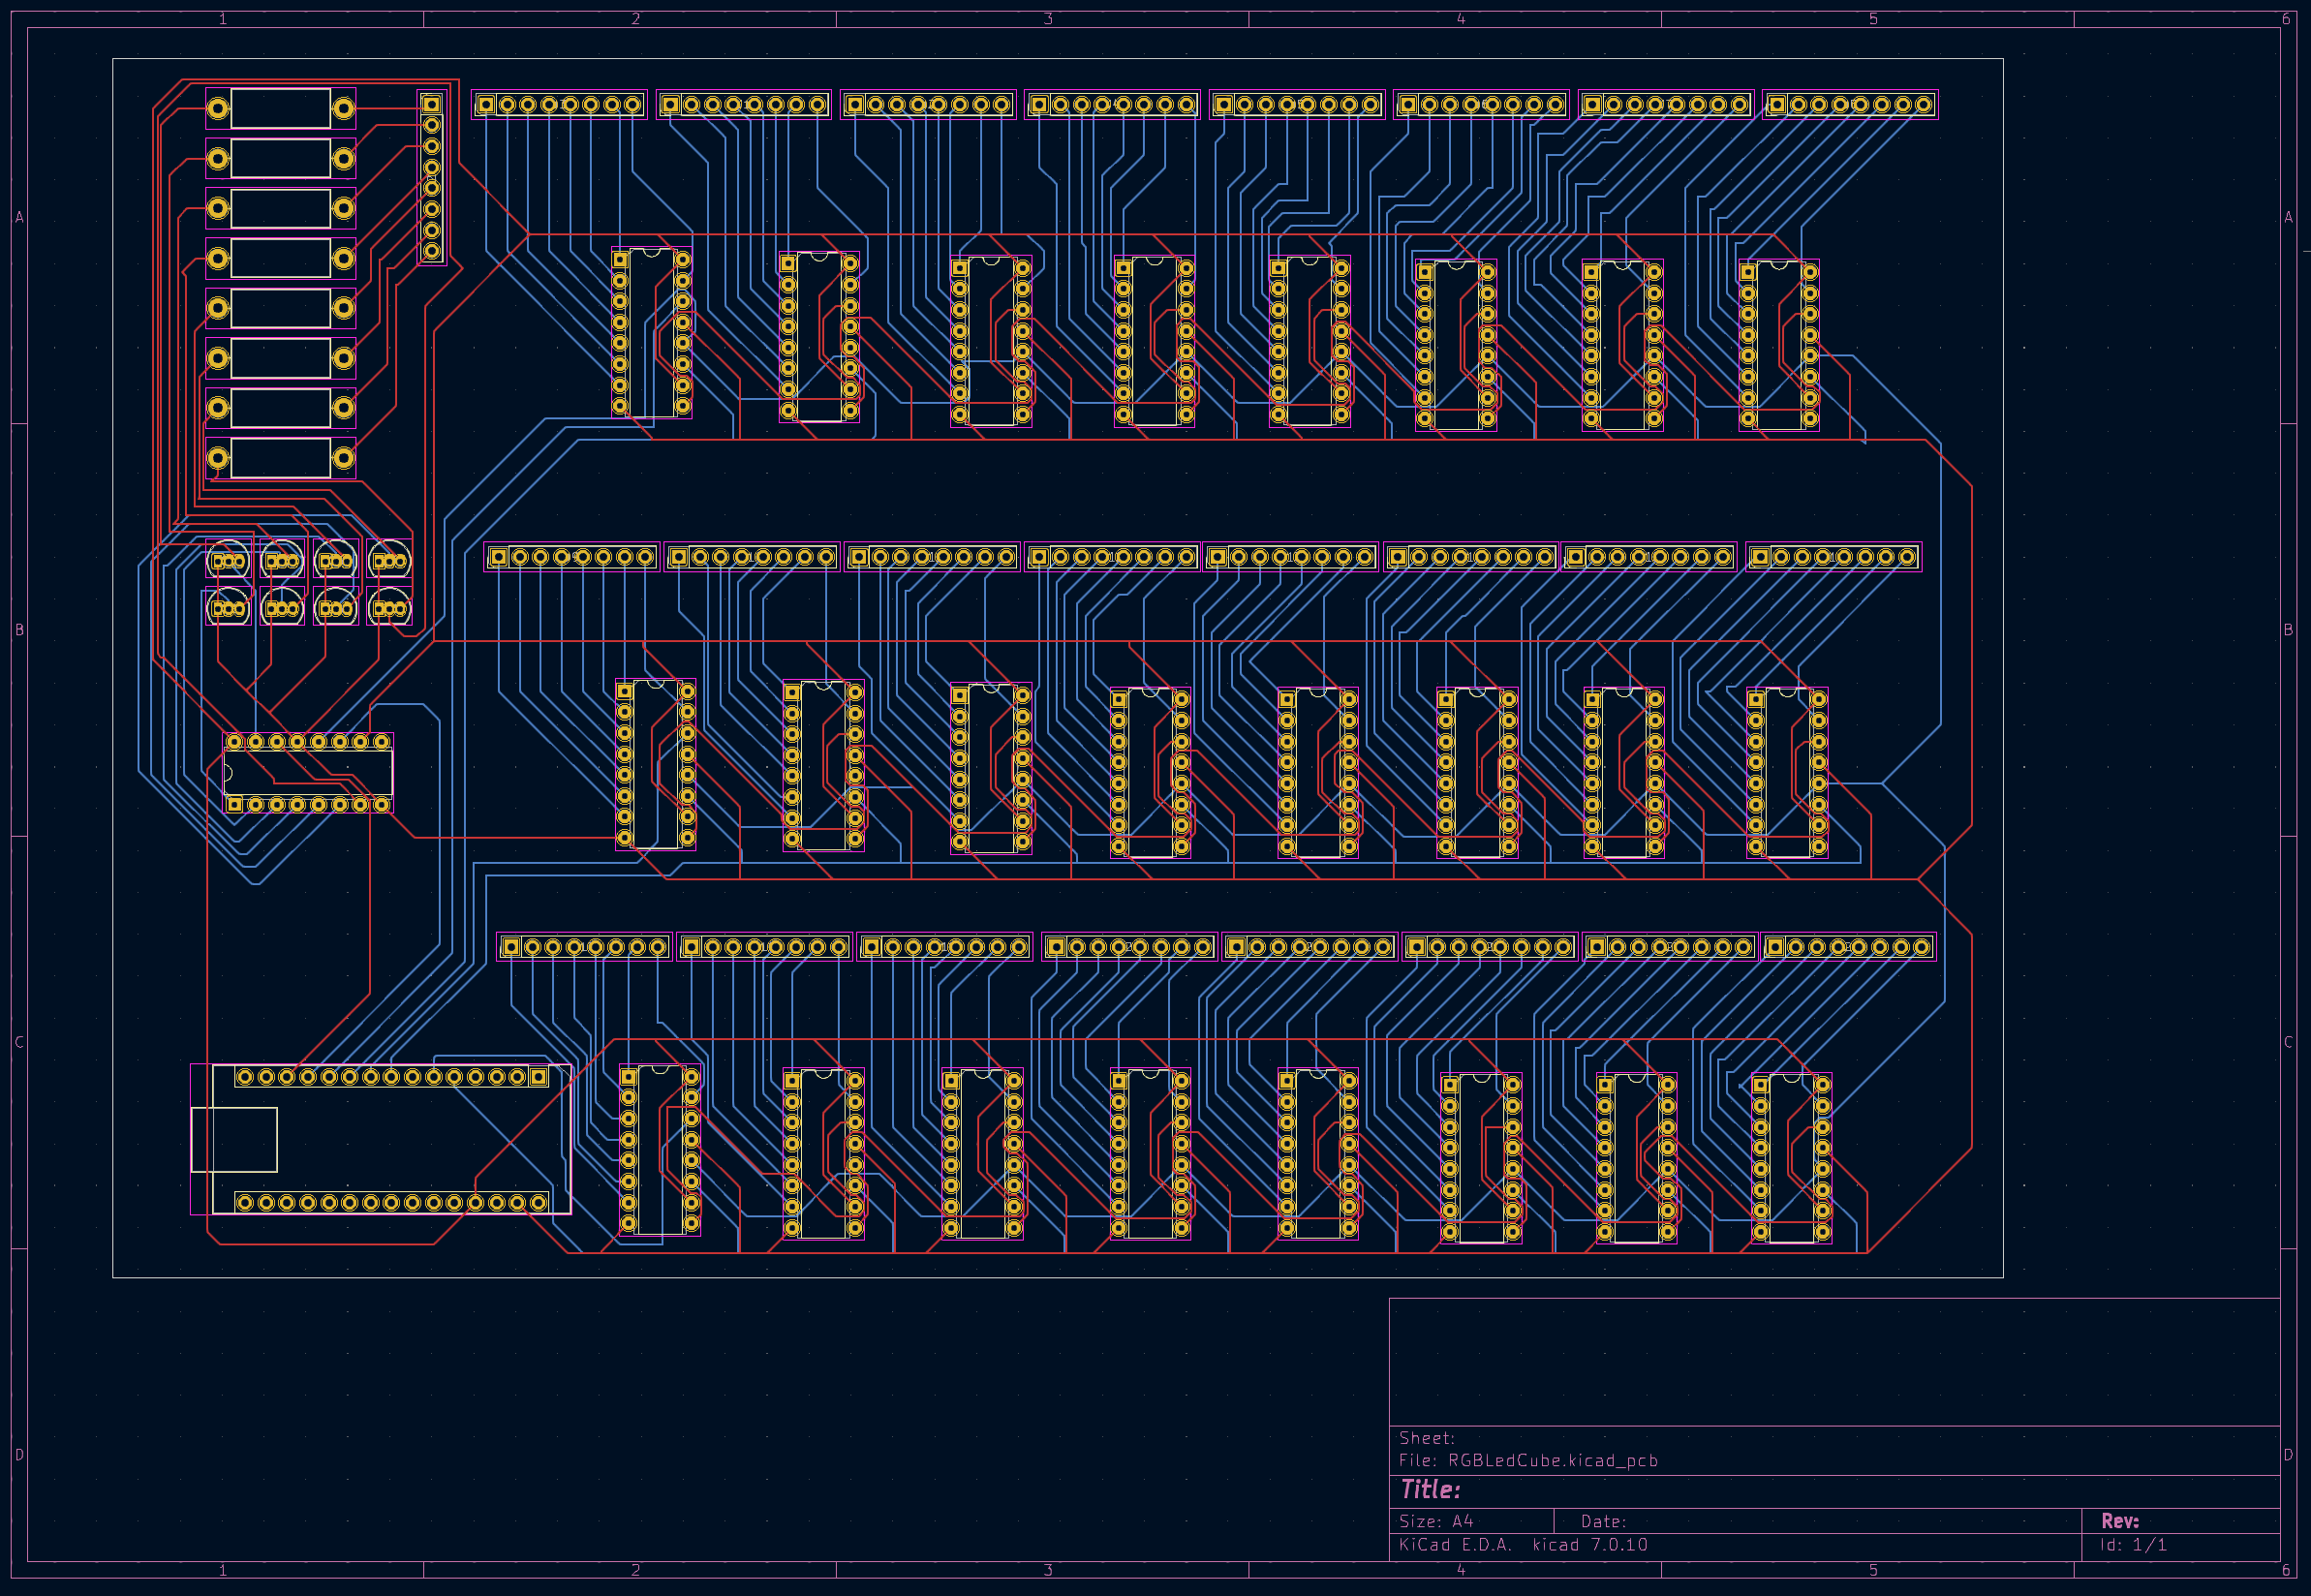 1 2 3 4 5 6
A A
B B
C C
Sheet:
D D
File: RGBLedCube.kicad_pcb
Title:
Size: A4 Date: Rev:
KiCad E.D.A. kicad 7.0.10 Id: 1/1
1 2 3 4 5 6